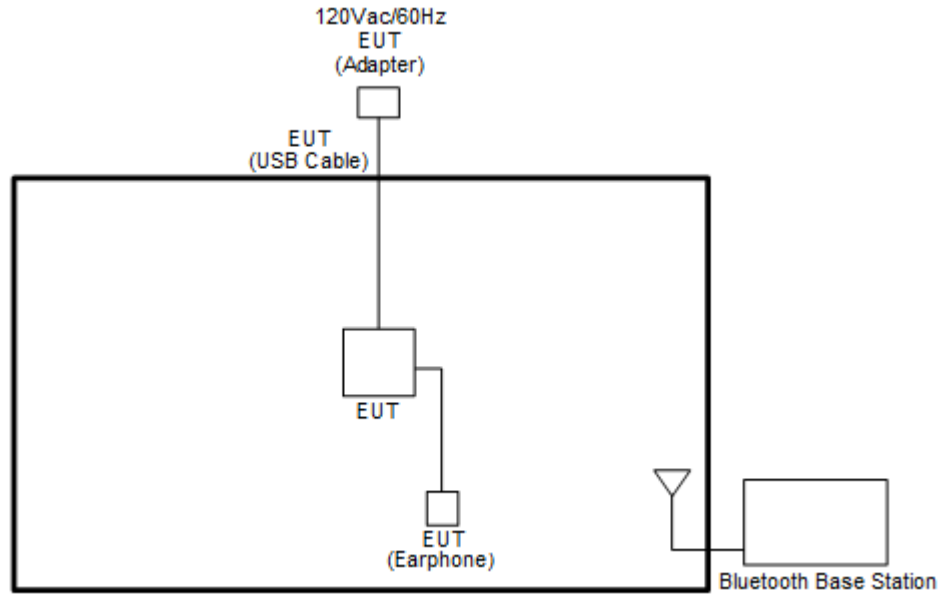 120Vac/60Hz
EUT
(Adapter)
EUT
(USB Cable)
EUT
EUT
(Earphone)
Bluetooth Base Station